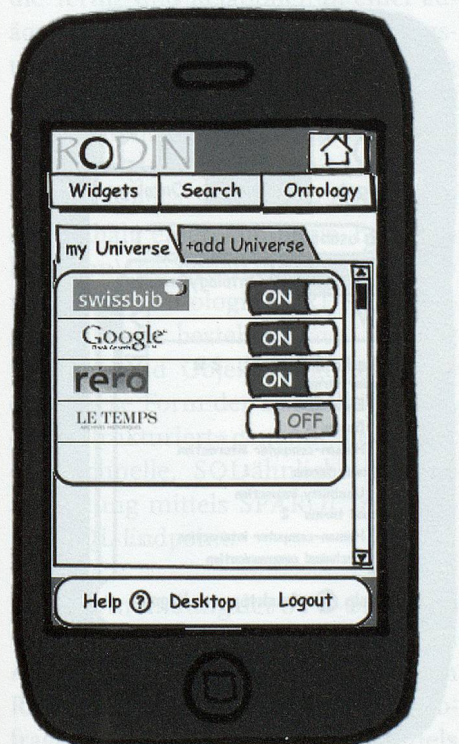 RODIN
Widgets Search Ontology
my Universe +add Universe
swissbib ON
Google ON
réro ON
LE TEMPS OFF
Help ? Desktop Logout